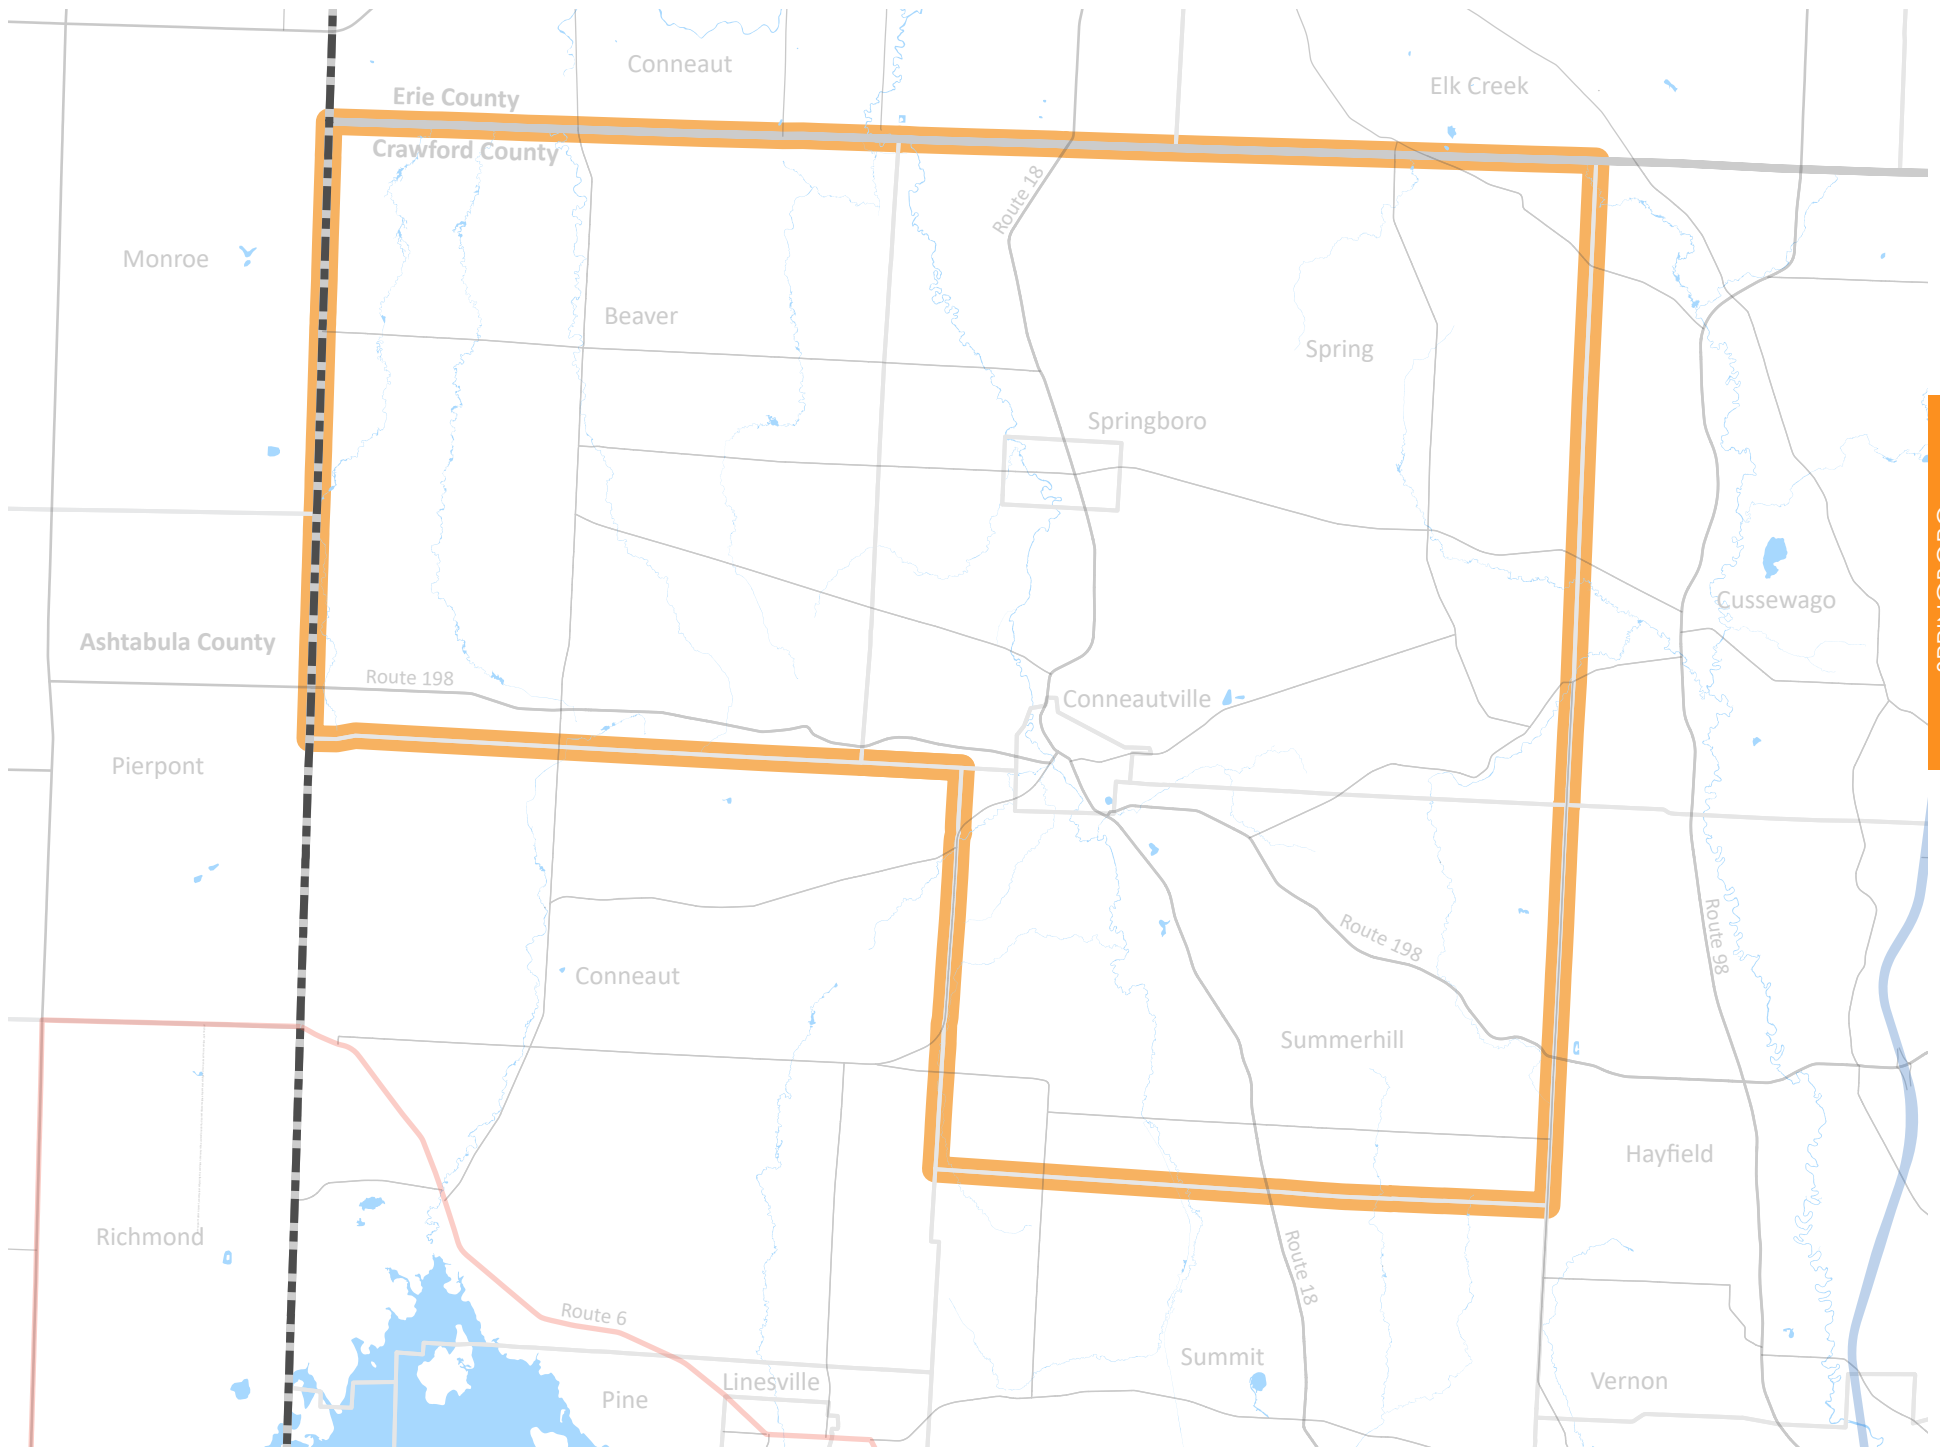 Conneaut
Elk Creek
Erie County
Crawford County
Route 18
Monroe
Beaver
Spring
Springboro
Cussewago
Ashtabula County
Route 198
Conneautville
Pierpont
Route 198
Route 98
Conneaut
Summerhill
Hayfield
Richmond
Route 18
Route 6
Summit
Linesville
Pine
Vernon